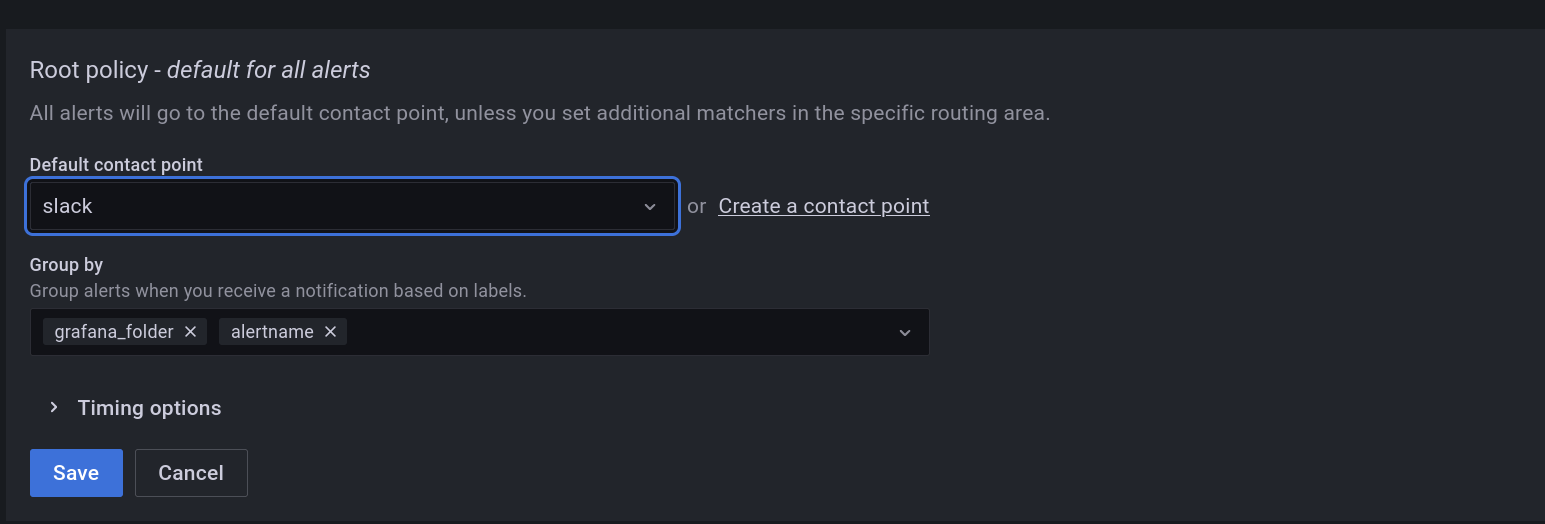 Root policy - default for all alerts
All alerts will go to the default contact point, unless you set additional matchers in the specific routing area.
Default contact point
slack or Create a contact point
Group by
Group alerts when you receive a notification based on labels.
grafana_folder alertname
Timing options
Save Cancel